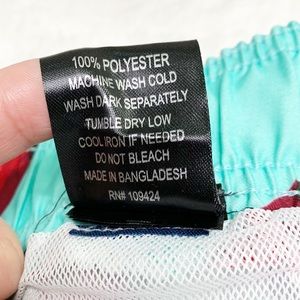 100% POLYESTER
MACHINE WASH COLD
WASH DARK SEPARATELY
TUMBLE DRY LOW
COOL IRON IF NEEDED
DO NOT BLEACH
MADE IN BANGLADESH
RN# 109424